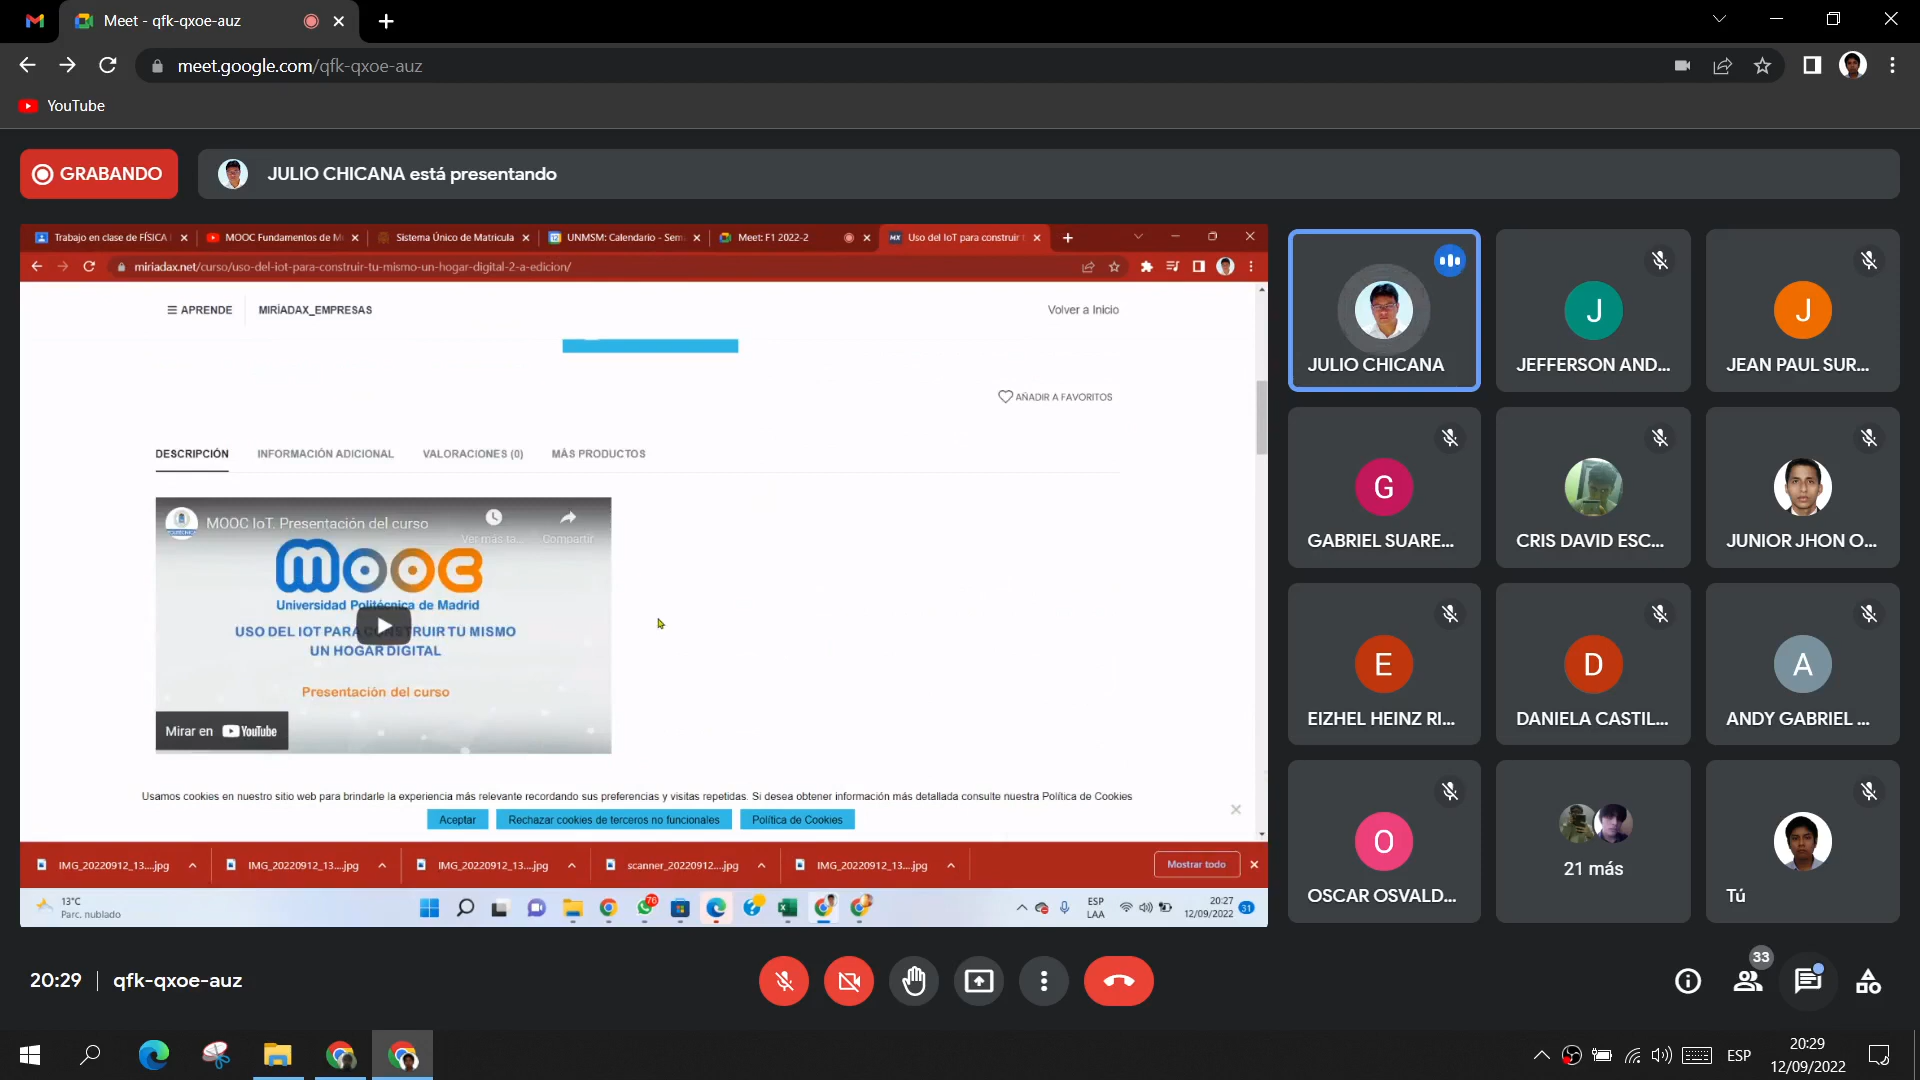 Meet - qfk-qxoe-auz
meet.google.com/qfk-qxoe-auz
YouTube
GRABANDO
JULIO CHICANA está presentando
Trabajo en clase de FÍSICA
MOOC Fundamentos de M
Sistema Único de Matricula
UNMSM: Calendario - Sem
Meet: F1 2022-2
MX
Uso del IoT para construir t
miriadax.net/curso/uso-del-iot-para-construir-tu-mismo-un-hogar-digital-2-a-edicion/
APRENDE
MIRÍADAX_EMPRESAS
Volver a Inicio
AÑADIR A FAVORITOS
DESCRIPCIÓN
INFORMACIÓN ADICIONAL
VALORACIONES (0)
MÁS PRODUCTOS
MOOC IoT. Presentación del curso
Ver más ta...
Compartir
mooc
Universidad Politécnica de Madrid
USO DEL IOT PARA CONSTRUIR TU MISMO
UN HOGAR DIGITAL
Presentación del curso
Mirar en YouTube
Usamos cookies en nuestro sitio web para brindarle la experiencia más relevante recordando sus preferencias y visitas repetidas. Si desea obtener información más detallada consulte nuestra Política de Cookies
Aceptar
Rechazar cookies de terceros no funcionales
Política de Cookies
IMG_20220912_13....jpg
IMG_20220912_13....jpg
IMG_20220912_13....jpg
scanner_20220912....jpg
IMG_20220912_13....jpg
Mostrar todo
13°C
Parc. nublado
76
ESP
LAA
20:27
12/09/2022
31
JULIO CHICANA
J
JEFFERSON AND...
J
JEAN PAUL SUR...
G
GABRIEL SUARE...
CRIS DAVID ESC...
JUNIOR JHON O...
E
EIZHEL HEINZ RI...
D
DANIELA CASTIL...
A
ANDY GABRIEL ...
O
OSCAR OSVALD...
21 más
Tú
20:29
qfk-qxoe-auz
33
ESP
20:29
12/09/2022